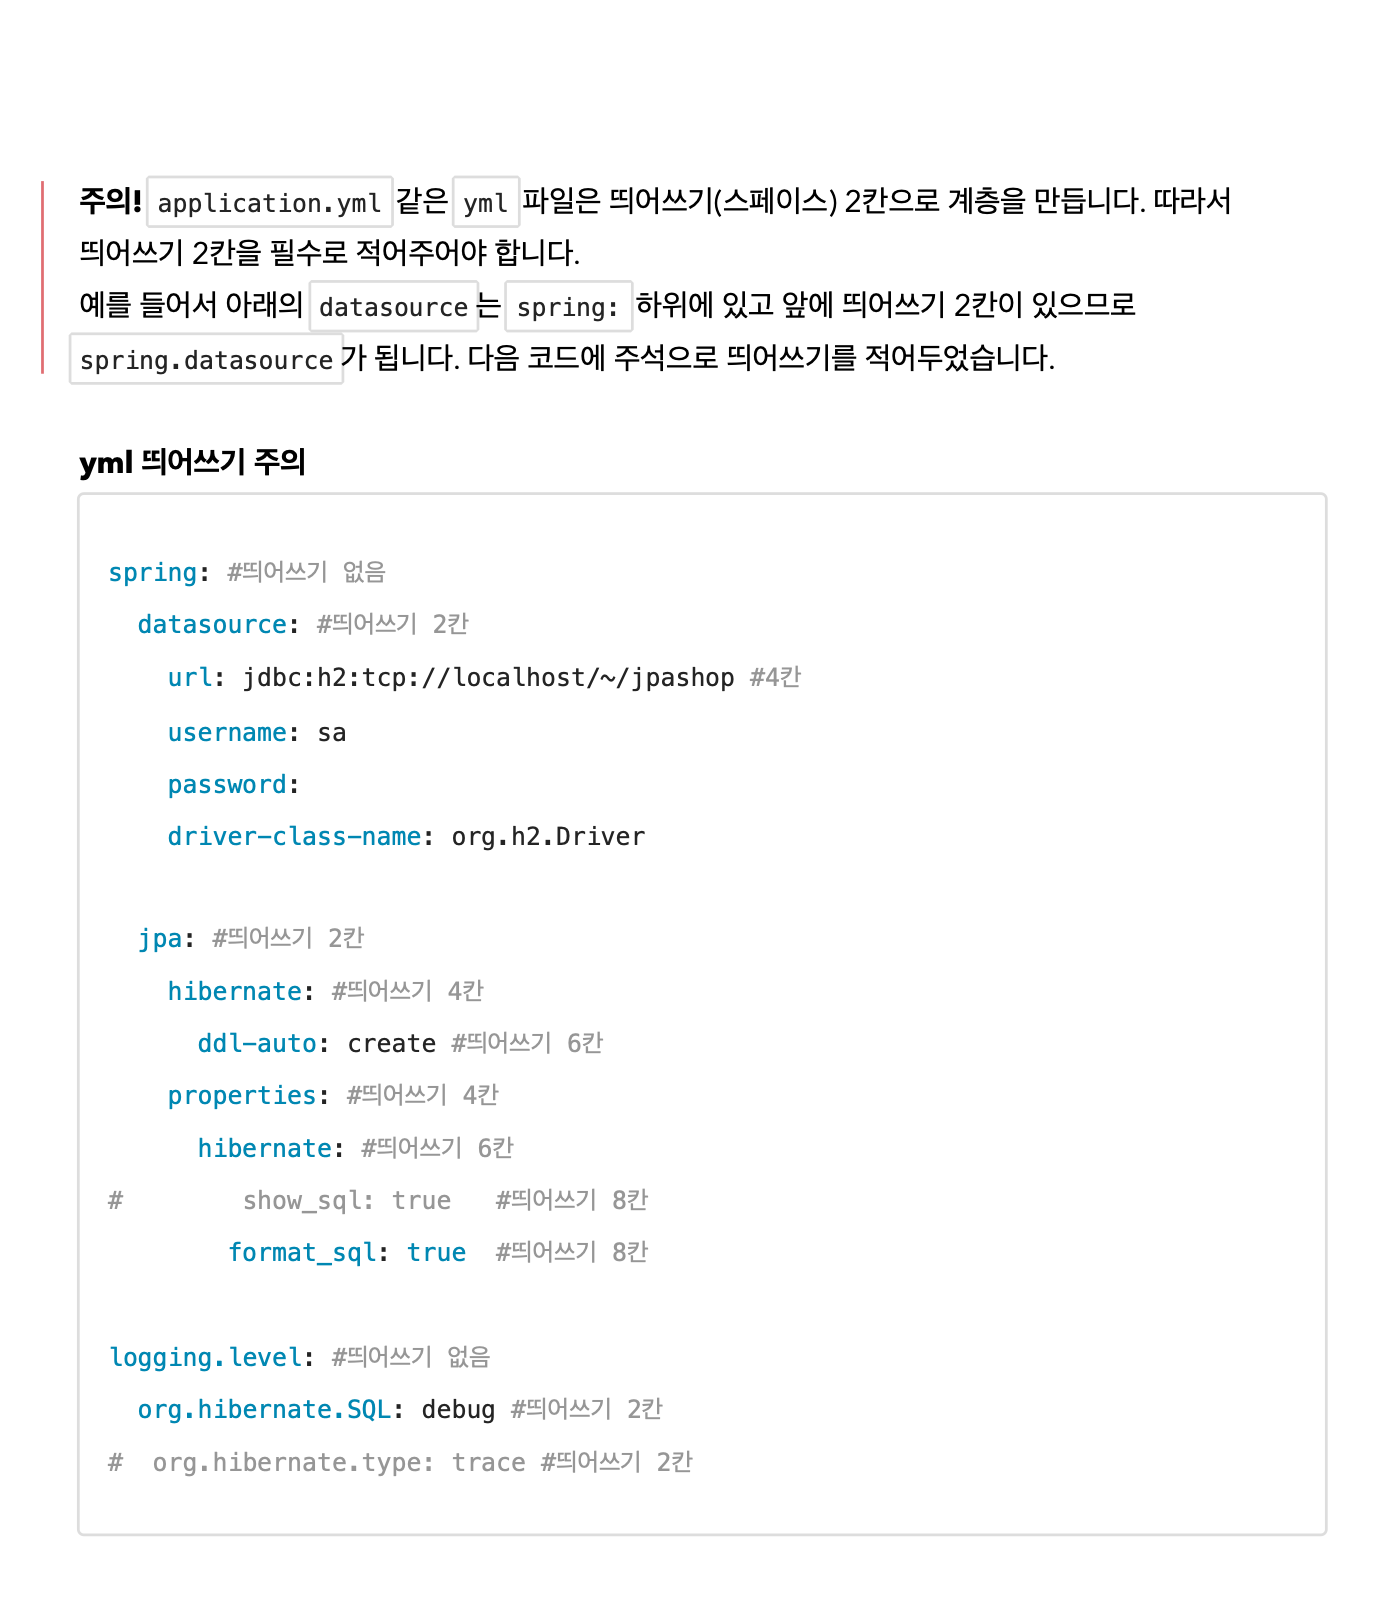 주의! application.yml 같은 yml 파일은 띄어쓰기(스페이스) 2칸으로 계층을 만듭니다. 따라서
띄어쓰기 2칸을 필수로 적어주어야 합니다.
예를 들어서 아래의 datasource 는 spring: 하위에 있고 앞에 띄어쓰기 2칸이 있으므로
spring.datasource 가 됩니다. 다음 코드에 주석으로 띄어쓰기를 적어두었습니다.
yml 띄어쓰기 주의
spring: #띄어쓰기 없음
  datasource: #띄어쓰기 2칸
    url: jdbc:h2:tcp://localhost/~/jpashop #4칸
    username: sa
    password:
    driver-class-name: org.h2.Driver
  jpa: #띄어쓰기 2칸
    hibernate: #띄어쓰기 4칸
      ddl-auto: create #띄어쓰기 6칸
    properties: #띄어쓰기 4칸
      hibernate: #띄어쓰기 6칸
#        show_sql: true   #띄어쓰기 8칸
        format_sql: true  #띄어쓰기 8칸
logging.level: #띄어쓰기 없음
  org.hibernate.SQL: debug #띄어쓰기 2칸
#  org.hibernate.type: trace #띄어쓰기 2칸